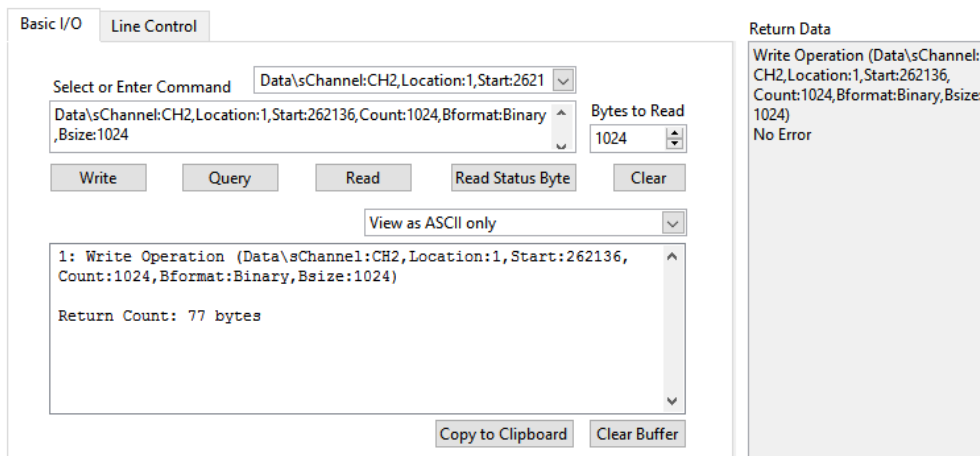 Basic I/O
Line Control
Return Data
Write Operation (Data\sChannel:
CH2,Location:1,Start:262136,
Count:1024,Bformat:Binary,Bsize:
1024)
No Error
Select or Enter Command
Data\sChannel:CH2,Location:1,Start:2621
Data\sChannel:CH2,Location:1,Start:262136,Count:1024,Bformat:Binary
,Bsize:1024
Bytes to Read
1024
Write
Query
Read
Read Status Byte
Clear
View as ASCII only
1: Write Operation (Data\sChannel:CH2,Location:1,Start:262136,
Count:1024,Bformat:Binary,Bsize:1024)
Return Count: 77 bytes
Copy to Clipboard
Clear Buffer